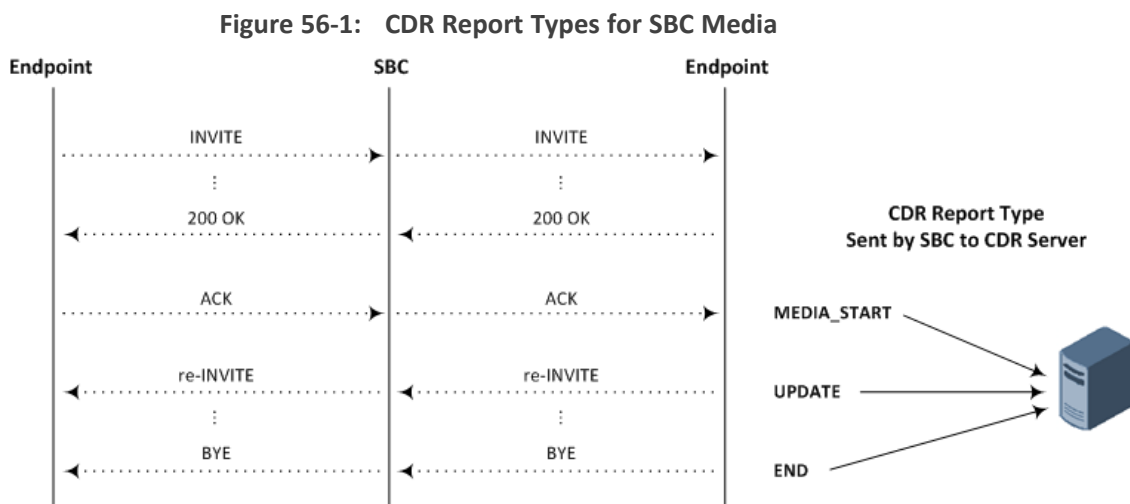 Figure 56-1: CDR Report Types for SBC Media
Endpoint SBC Endpoint
INVITE INVITE
200 OK 200 OK
CDR Report Type
Sent by SBC to CDR Server
ACK ACK
MEDIA_START
re-INVITE re-INVITE
UPDATE
BYE BYE
END